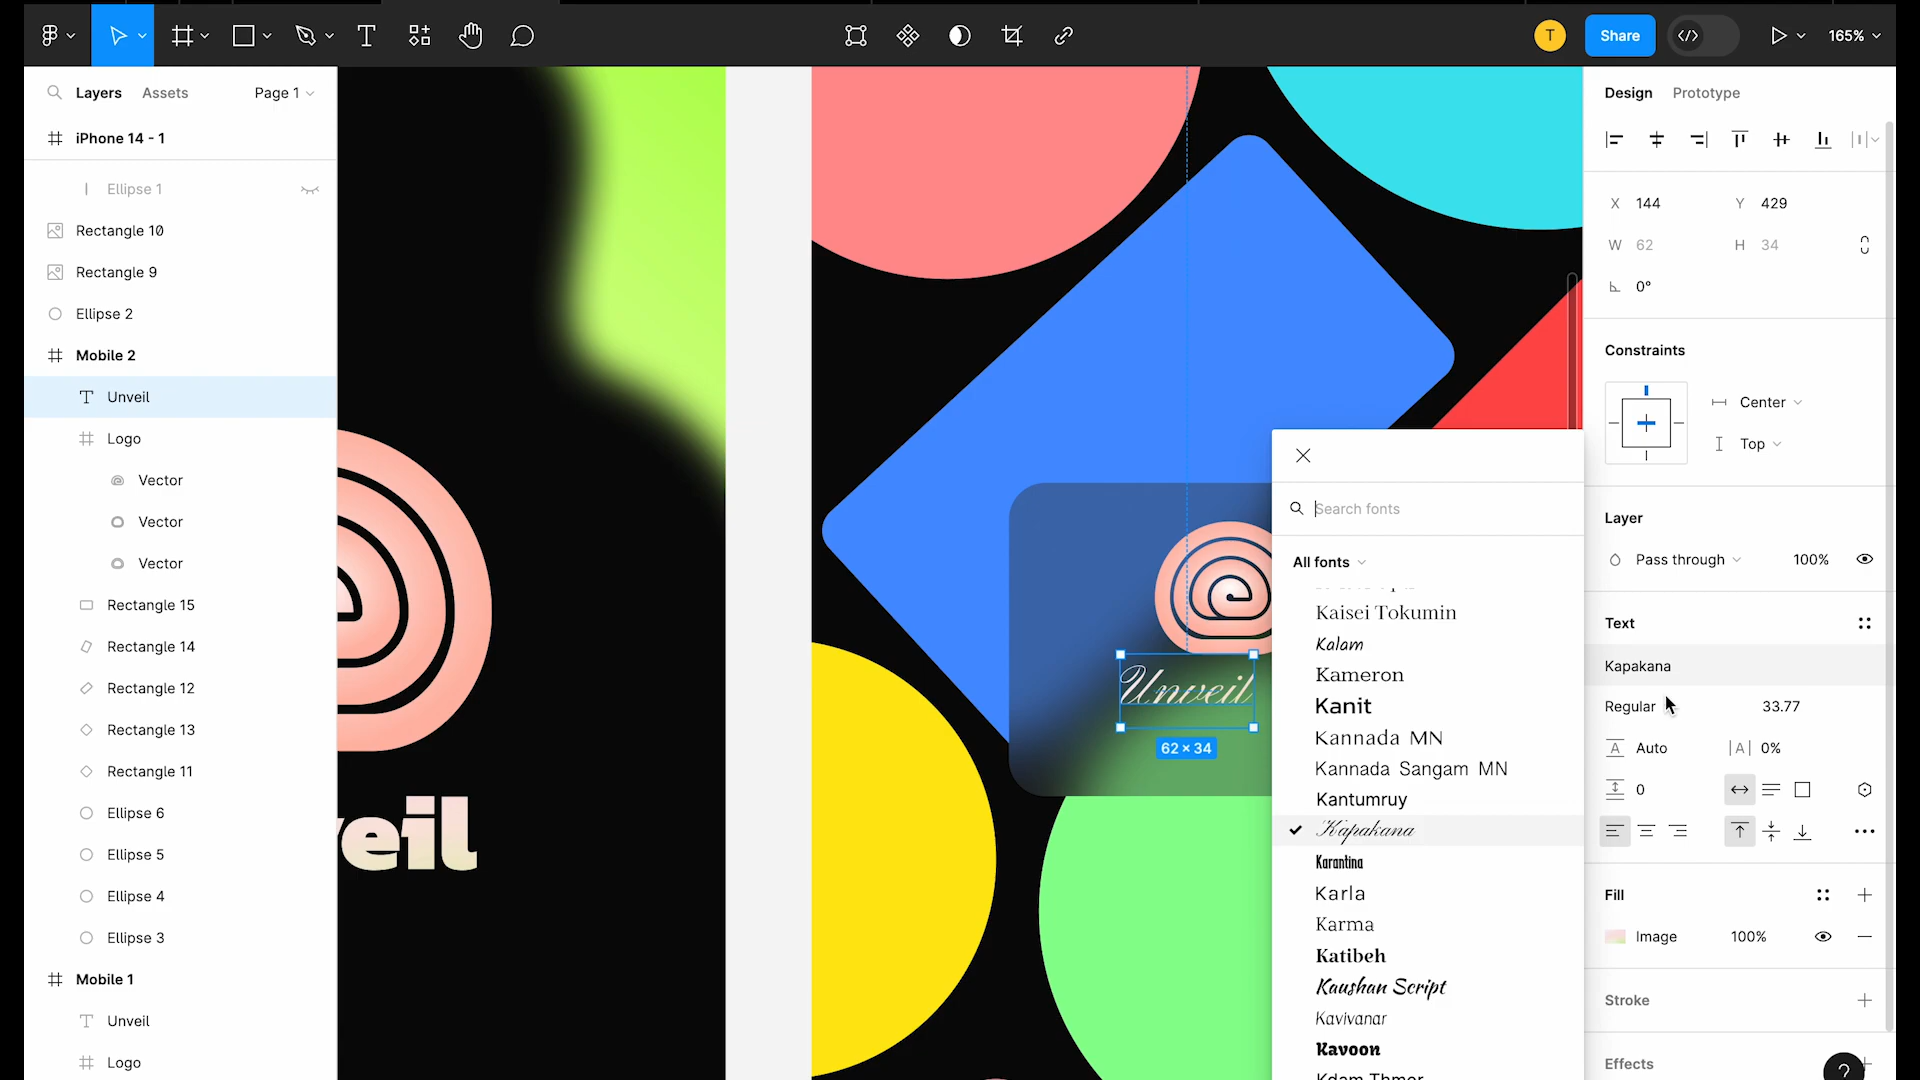 T
Share
165%
Layers
Assets
Page 1
Design
Prototype
iPhone 14 - 1
Ellipse 1
Rectangle 10
Rectangle 9
Ellipse 2
Mobile 2
Unveil
Logo
Vector
Vector
Vector
Rectangle 15
Rectangle 14
Rectangle 12
Rectangle 13
Rectangle 11
Ellipse 6
Ellipse 5
Ellipse 4
Ellipse 3
Mobile 1
Unveil
Logo
veil
Unveil
62 × 34
Search fonts
All fonts
Kaisei Tokumin
Kalam
Kameron
Kanit
Kannada MN
Kannada Sangam MN
Kantumruy
Kapakana
Karantina
Karla
Karma
Katibeh
Kaushan Script
Kavivanar
Kavoon
Kdam Thmor
X 144
Y 429
W 62
H 34
0°
Constraints
Center
Top
Layer
Pass through
100%
Text
Kapakana
Regular
33.77
A Auto
|A| 0%
0
Fill
Image
100%
Stroke
Effects
?